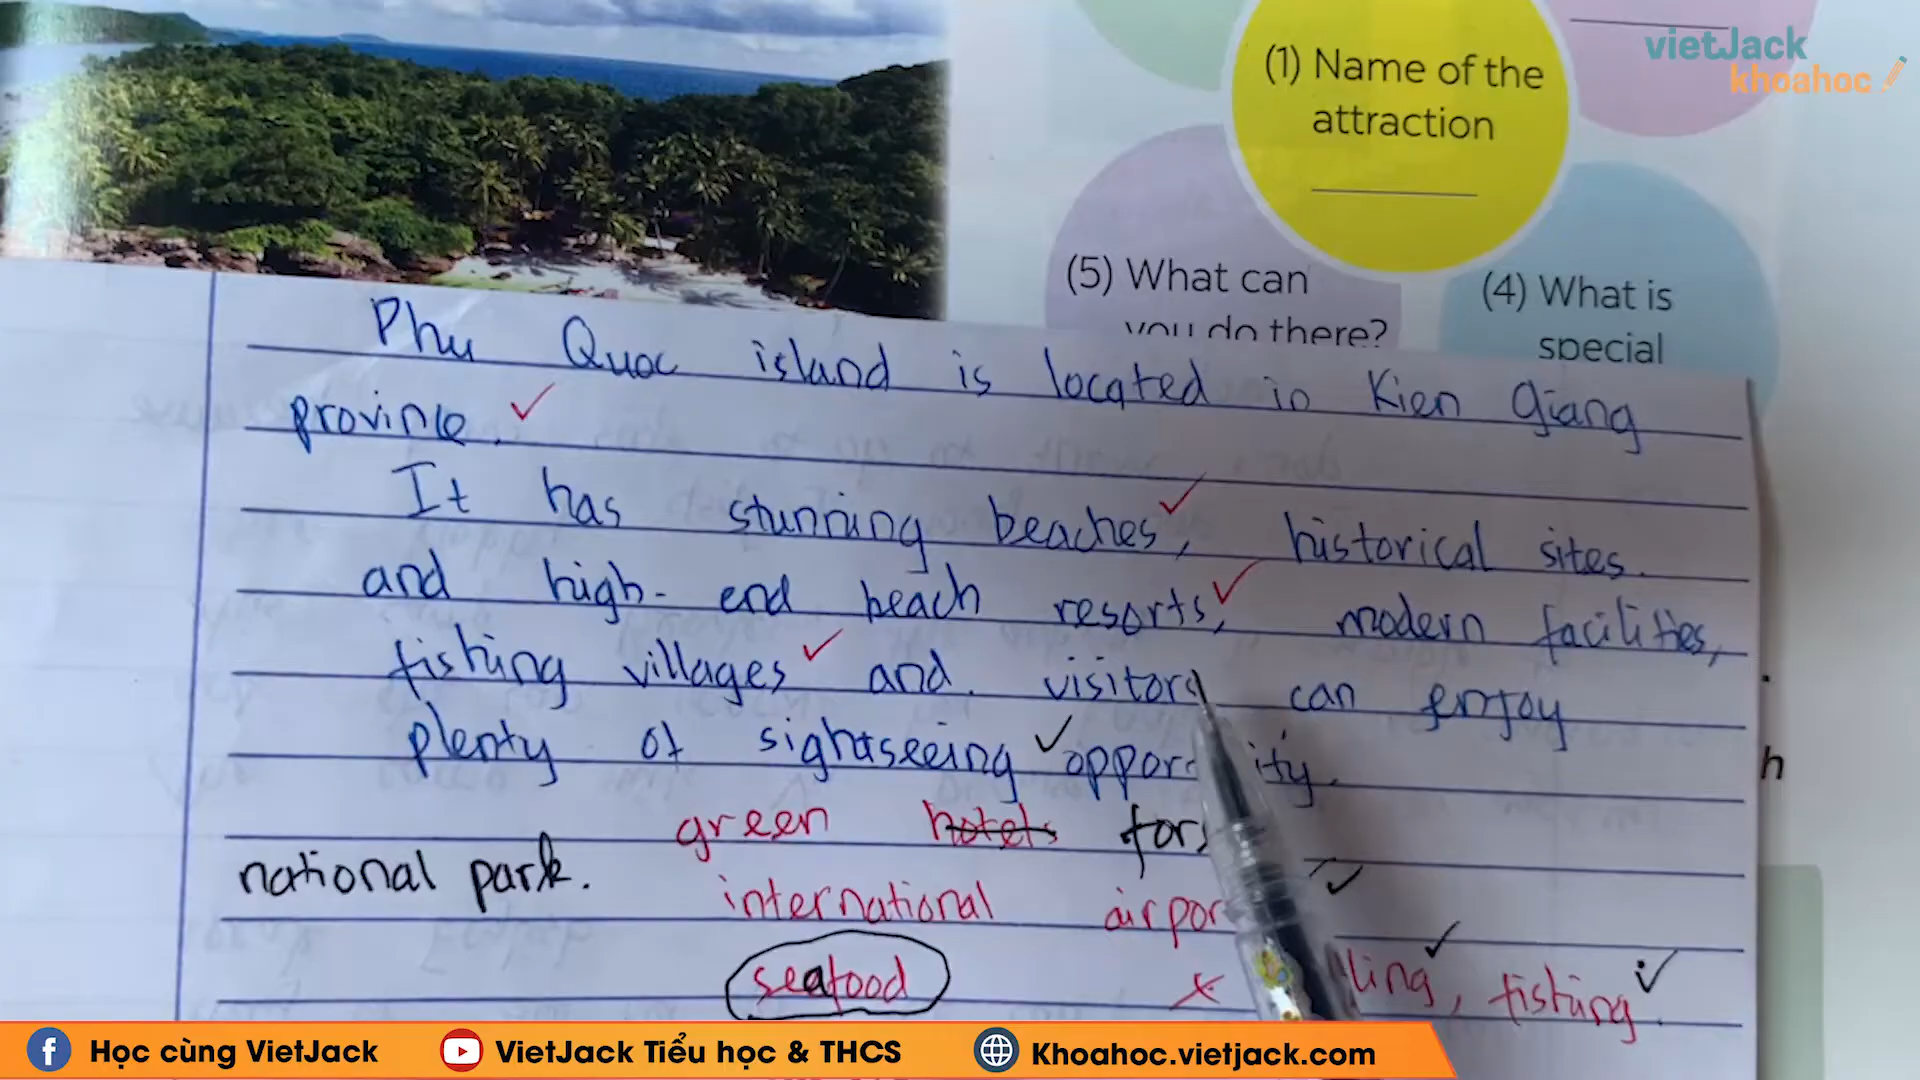 vietJack
khoahoc
(1) Name of the
attraction
(5) What can
you do there?
(4) What is
special
Phu Quoc island is located in Kien Giang
province.
It has stunning beaches, historical sites.
and high-end beach resorts, modern facilities,
fishing villages and visitors can enjoy
plenty of sightseeing
green hotels
national park.
international
seafood
fishing.
Học cùng VietJack
VietJack Tiểu học & THCS
Khoahoc.vietjack.com